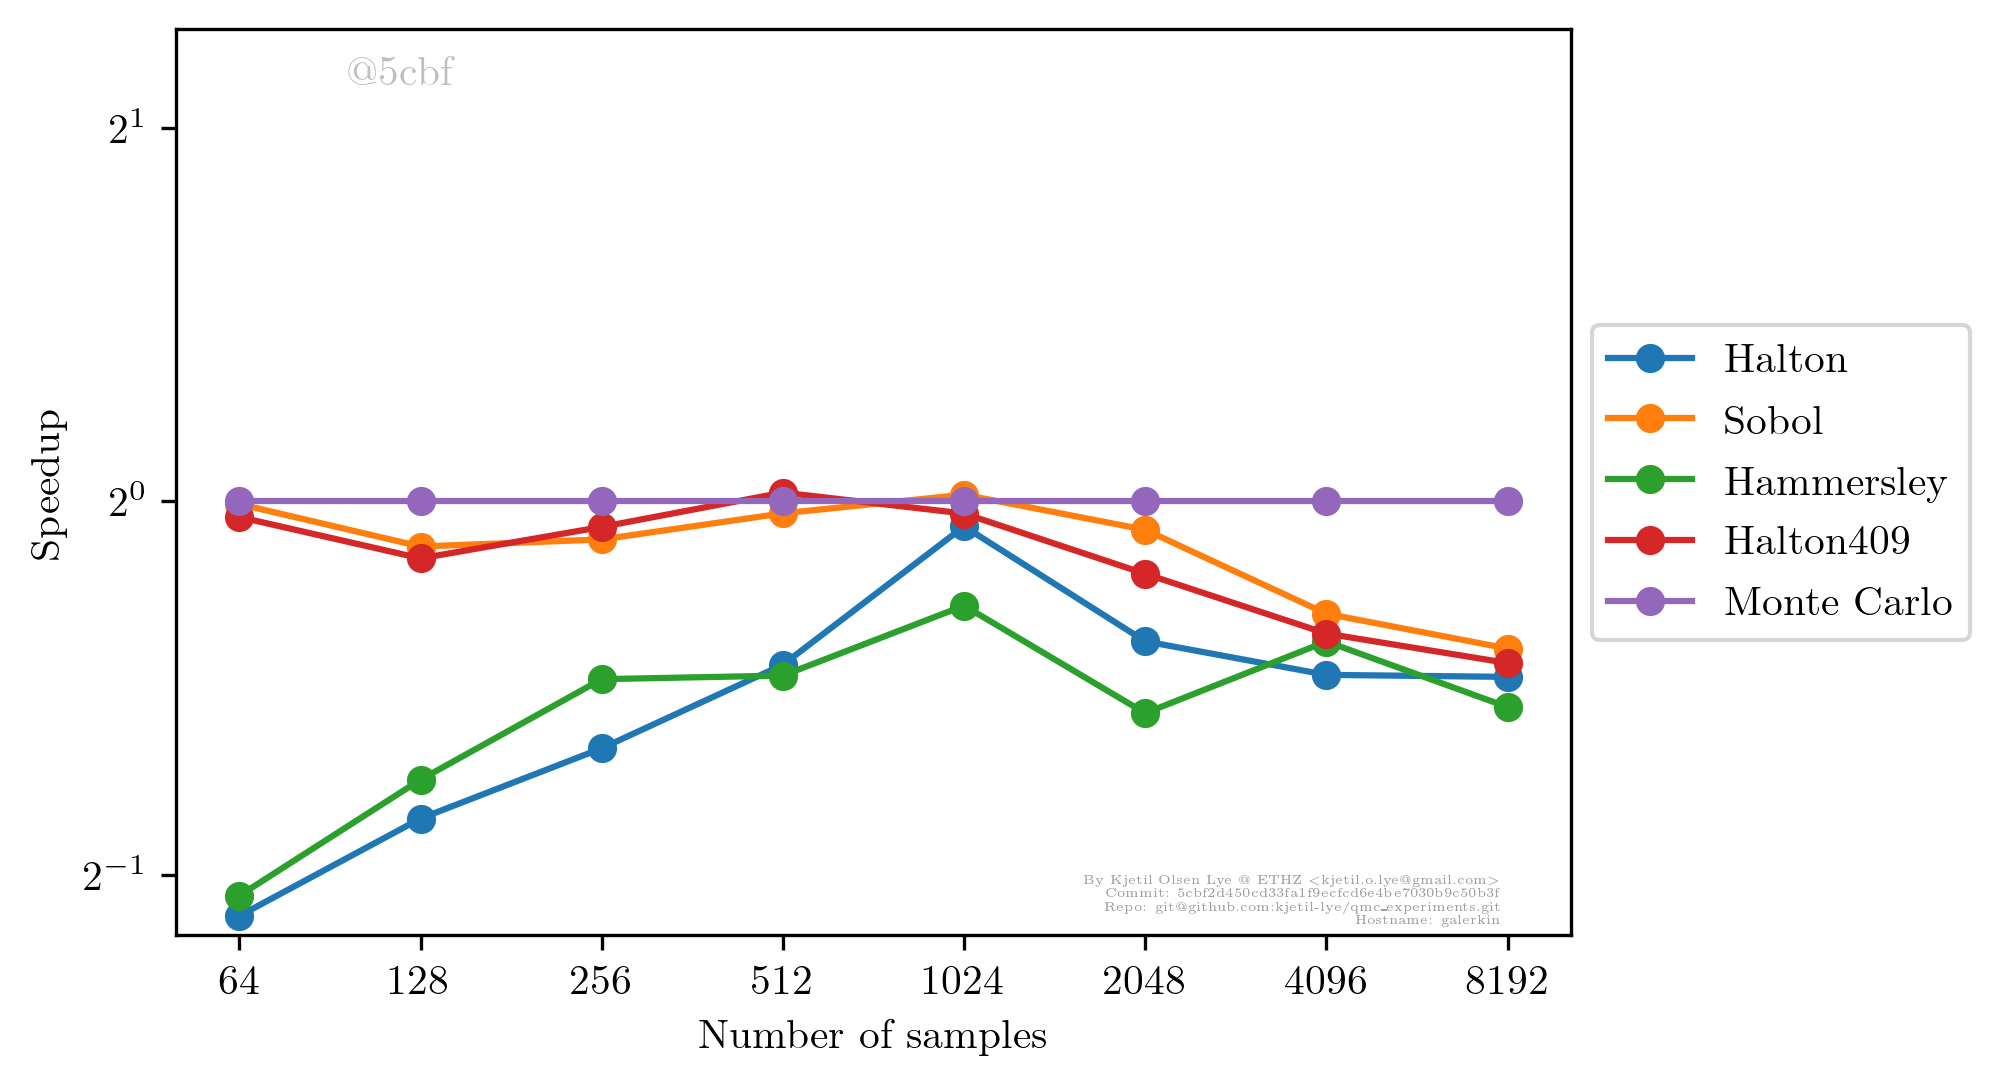 @5cbf
2^1
2^0
2^−1
Speedup
64 128 256 512 1024 2048 4096 8192
Number of samples
Halton
Sobol
Hammersley
Halton409
Monte Carlo
By Kjetil Olsen Lye @ ETHZ <kjetil.o.lye@gmail.com>
Commit: 5cbf2d450cd33fa1f9ecfcd6e4be7030b9c50b3f
Repo: git@github.com:kjetil-lye/qmc_experiments.git
Hostname: galerkin